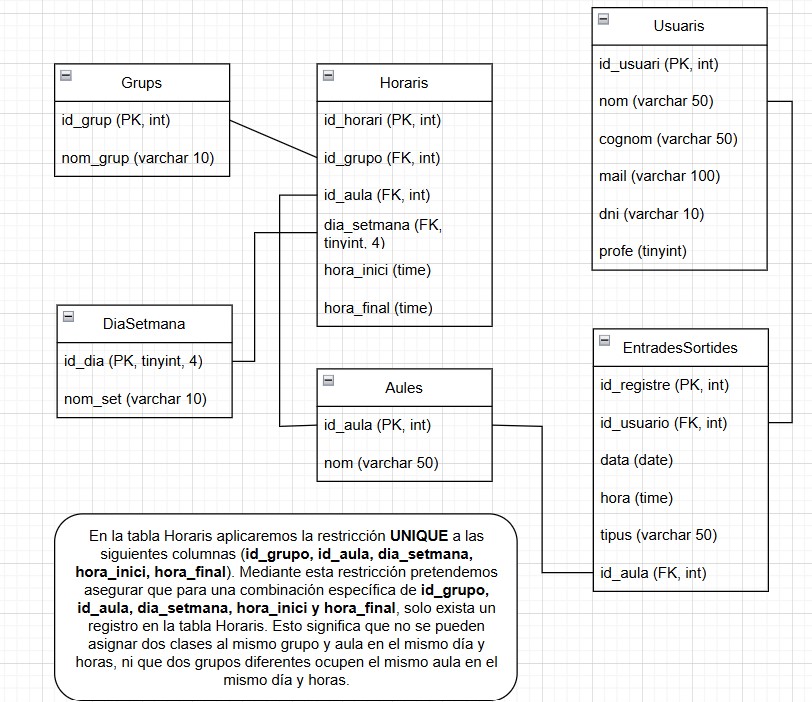 Grups
id_grup (PK, int)
nom_grup (varchar 10)
Horaris
id_horari (PK, int)
id_grupo (FK, int)
id_aula (FK, int)
dia_setmana (FK,
tinyint, 4)
hora_inici (time)
hora_final (time)
Usuaris
id_usuari (PK, int)
nom (varchar 50)
cognom (varchar 50)
mail (varchar 100)
dni (varchar 10)
profe (tinyint)
DiaSetmana
id_dia (PK, tinyint, 4)
nom_set (varchar 10)
Aules
id_aula (PK, int)
nom (varchar 50)
EntradesSortides
id_registre (PK, int)
id_usuario (FK, int)
data (date)
hora (time)
tipus (varchar 50)
id_aula (FK, int)
En la tabla Horaris aplicaremos la restricción UNIQUE a las
siguientes columnas (id_grupo, id_aula, dia_setmana,
hora_inici, hora_final). Mediante esta restricción pretendemos
asegurar que para una combinación específica de id_grupo,
id_aula, dia_setmana, hora_inici y hora_final, solo exista un
registro en la tabla Horaris. Esto significa que no se pueden
asignar dos clases al mismo grupo y aula en el mismo día y
horas, ni que dos grupos diferentes ocupen el mismo aula en el
mismo día y horas.